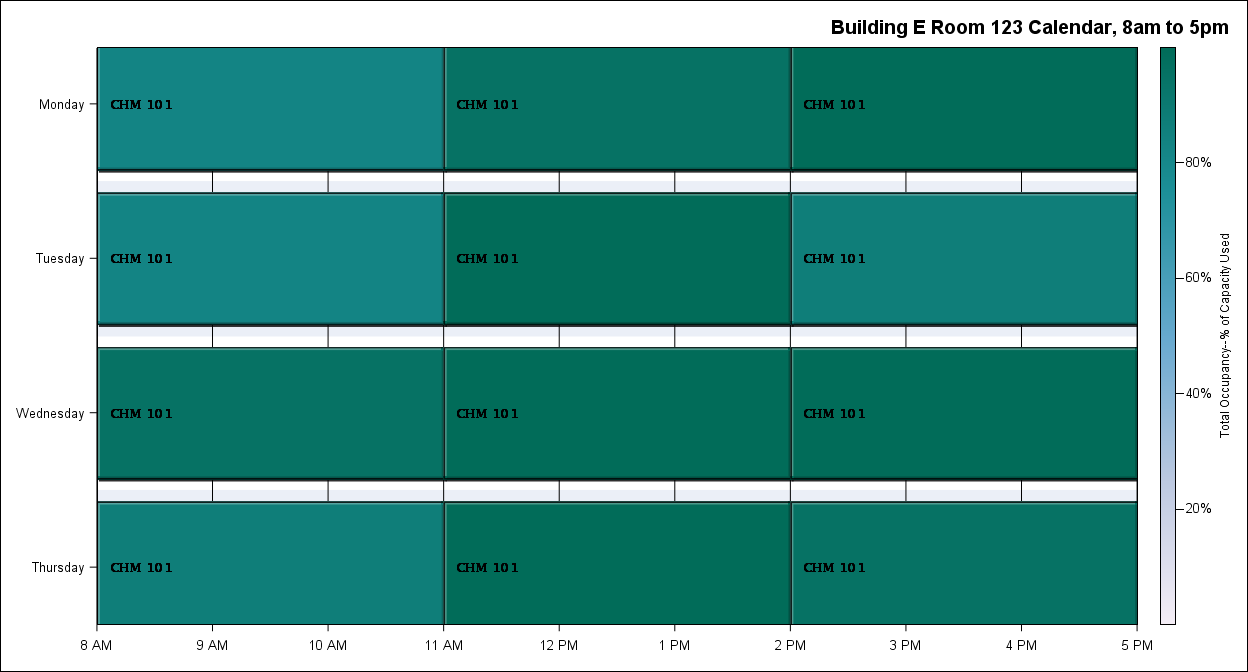 Building E Room 123 Calendar, 8am to 5pm
Monday
CHM 101
CHM 101
CHM 101
Tuesday
CHM 101
CHM 101
CHM 101
Wednesday
CHM 101
CHM 101
CHM 101
Thursday
CHM 101
CHM 101
CHM 101
8 AM
9 AM
10 AM
11 AM
12 PM
1 PM
2 PM
3 PM
4 PM
5 PM
80%
60%
40%
20%
Total Occupancy--% of Capacity Used